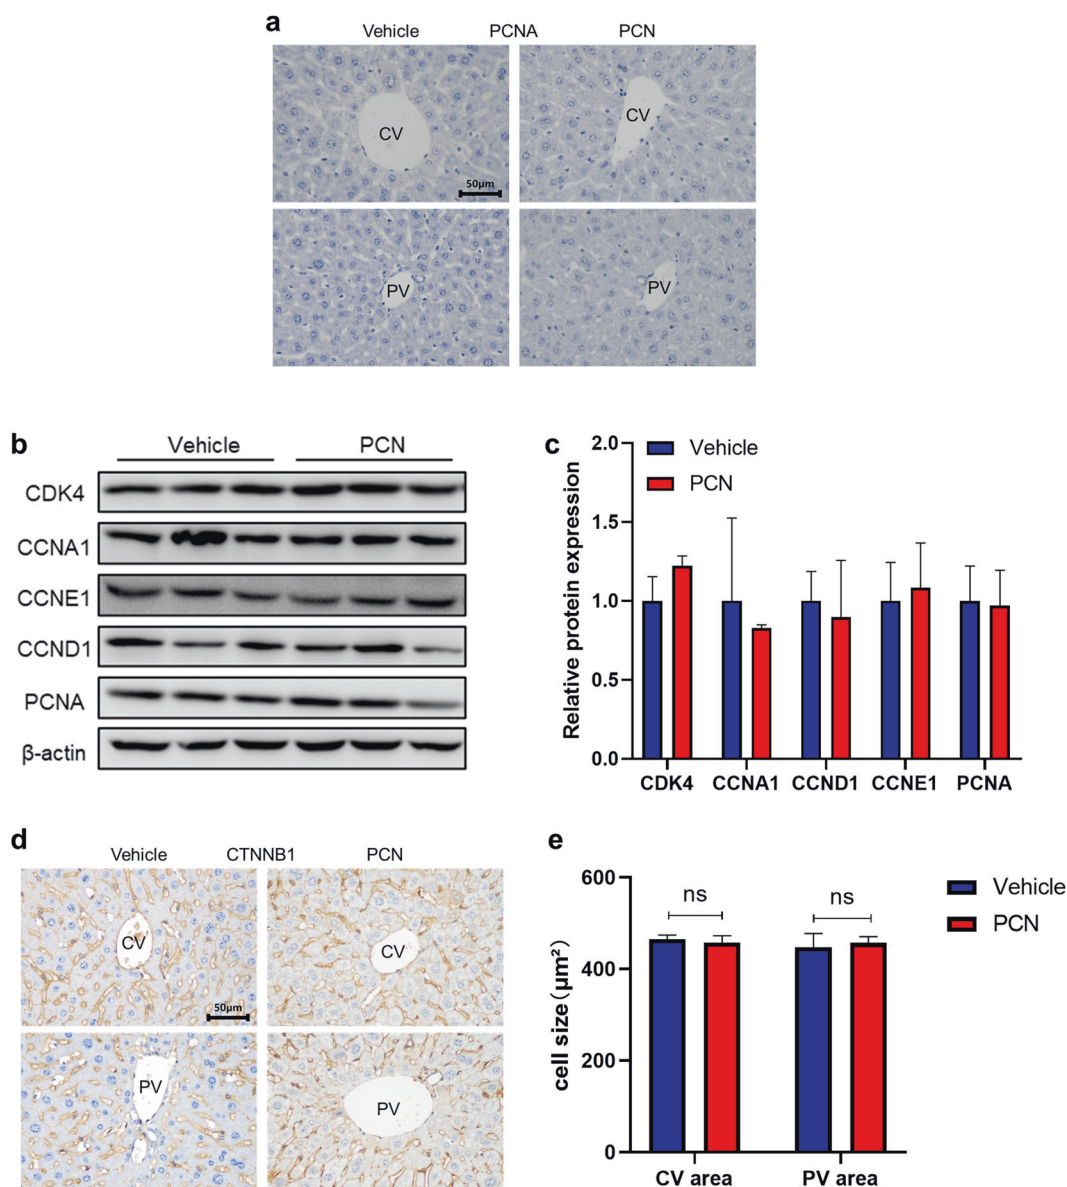 a
Vehicle PCNA PCN
CV
CV
50μm
PV
PV
b
Vehicle PCN
CDK4
CCNA1
CCNE1
CCND1
PCNA
β-actin
c
Relative protein expression
2.0
1.5
1.0
0.5
0.0
Vehicle
PCN
CDK4 CCNA1 CCND1 CCNE1 PCNA
d
Vehicle CTNNB1 PCN
CV
CV
50μm
PV
PV
e
cell size (μm²)
600
400
200
0
ns
ns
Vehicle
PCN
CV area PV area